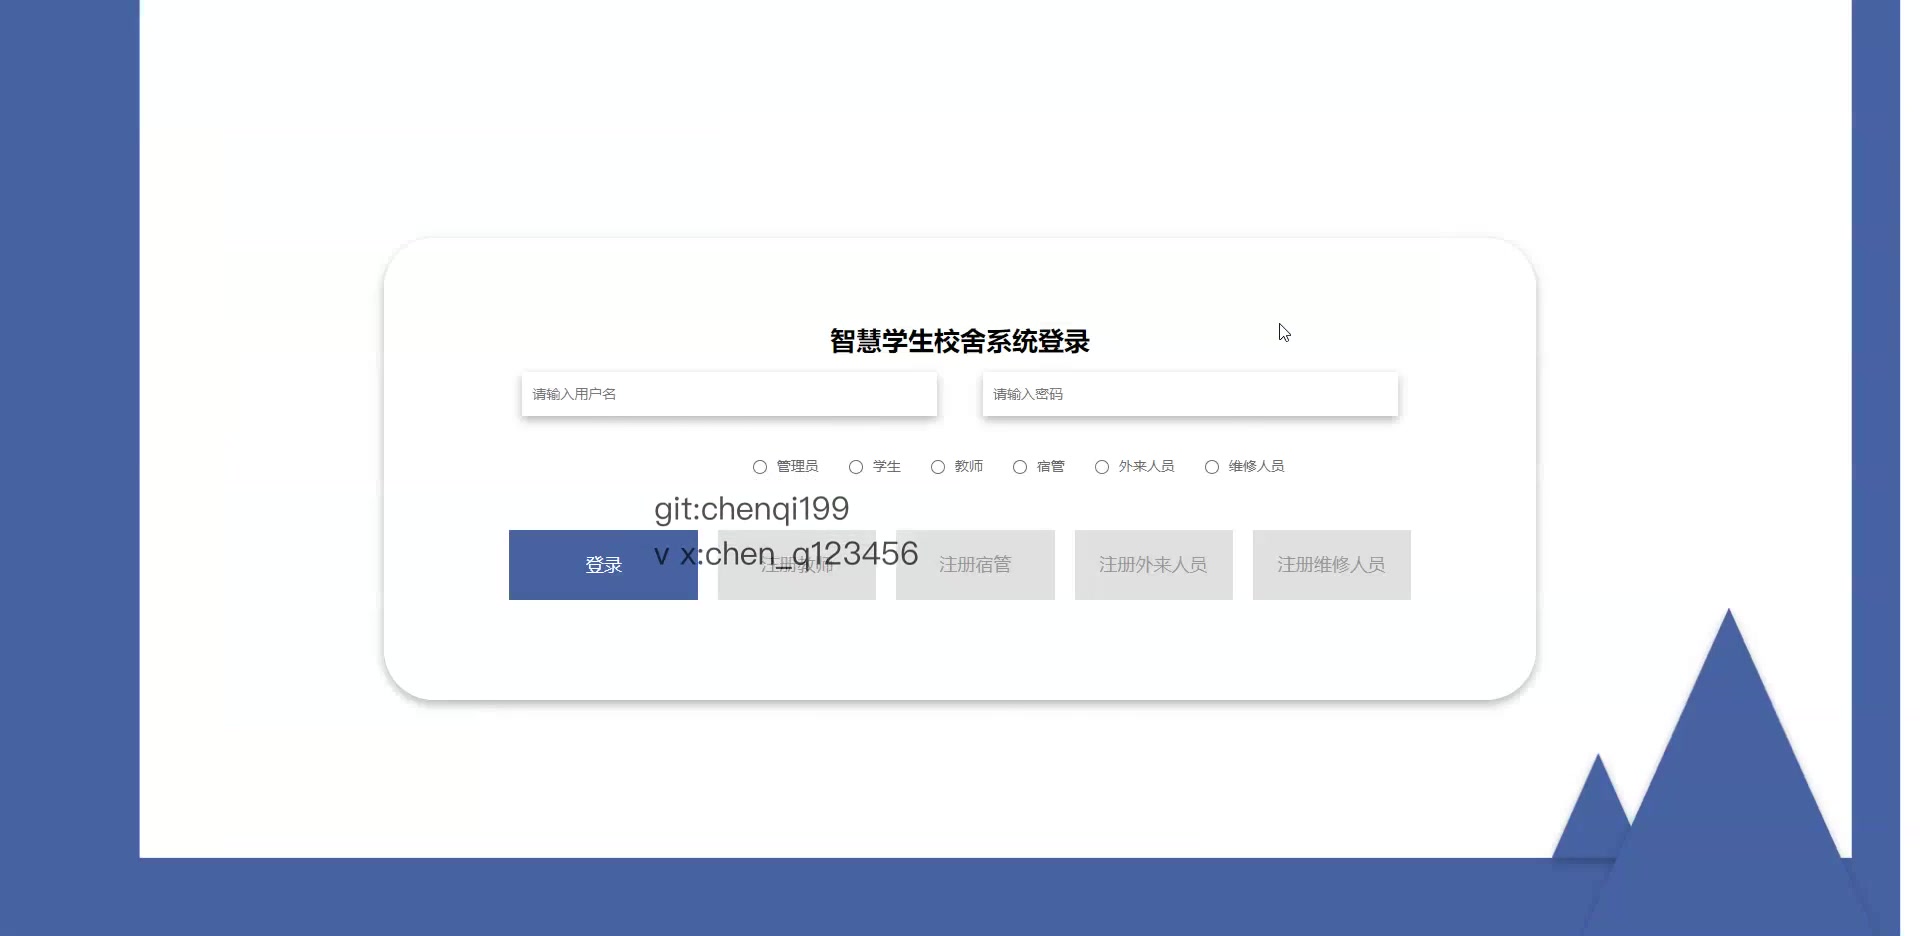 智慧学生校舍系统登录
请输入用户名 请输入密码
管理员 学生 教师 宿管 外来人员 维修人员
git:chenqi199
v x:chen_q123456
登录 注册教师 注册宿管 注册外来人员 注册维修人员